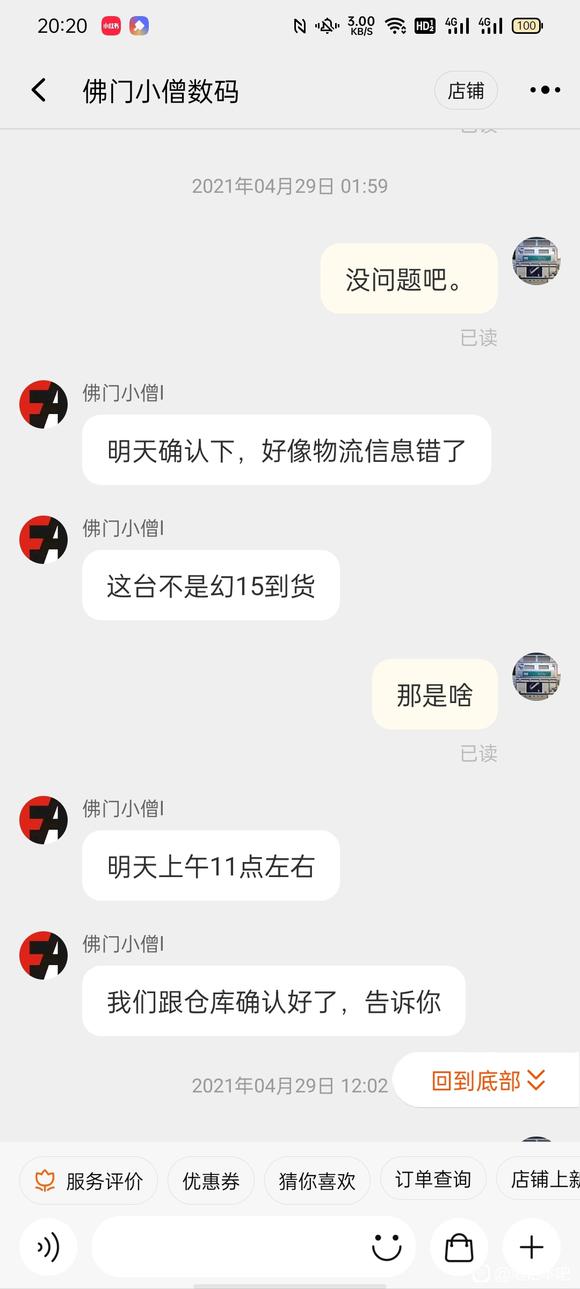 20:20
小红书
3.00
KB/S
HD2
4G
4G
100
佛门小僧数码
店铺
已读
2021年04月29日 01:59
没问题吧。
已读
佛门小僧l
明天确认下，好像物流信息错了
佛门小僧l
这台不是幻15到货
那是啥
已读
佛门小僧l
明天上午11点左右
佛门小僧l
我们跟仓库确认好了，告诉你
2021年04月29日 12:02
回到底部
服务评价
优惠券
猜你喜欢
订单查询
店铺上新